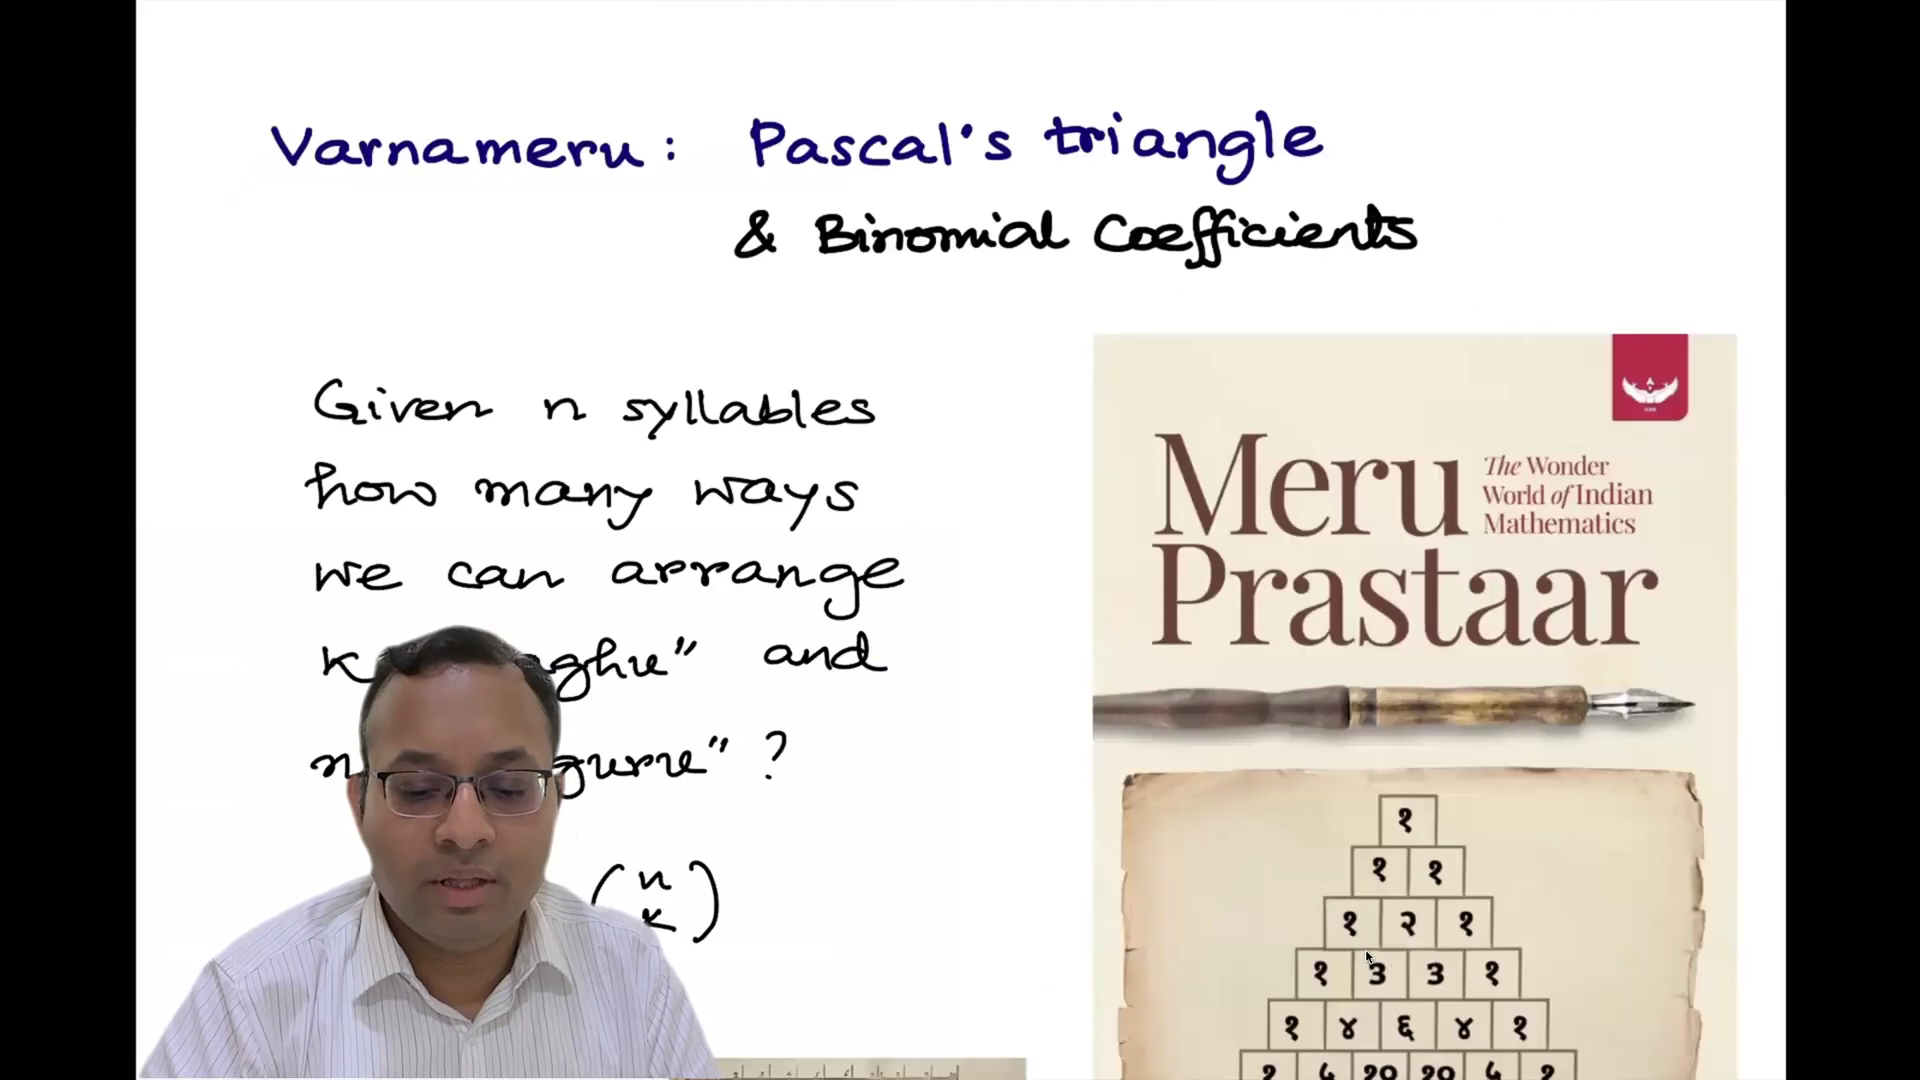 Varnameru: Pascal's triangle
& Binomial Coefficients
Given n syllables
how many ways
we can arrange
k and
n "guru" ?
( n
k )
Meru
Prastaar
The Wonder
World of Indian
Mathematics
१
१ १
१ २ १
१ ३ ३ १
१ ४ ६ ४ १